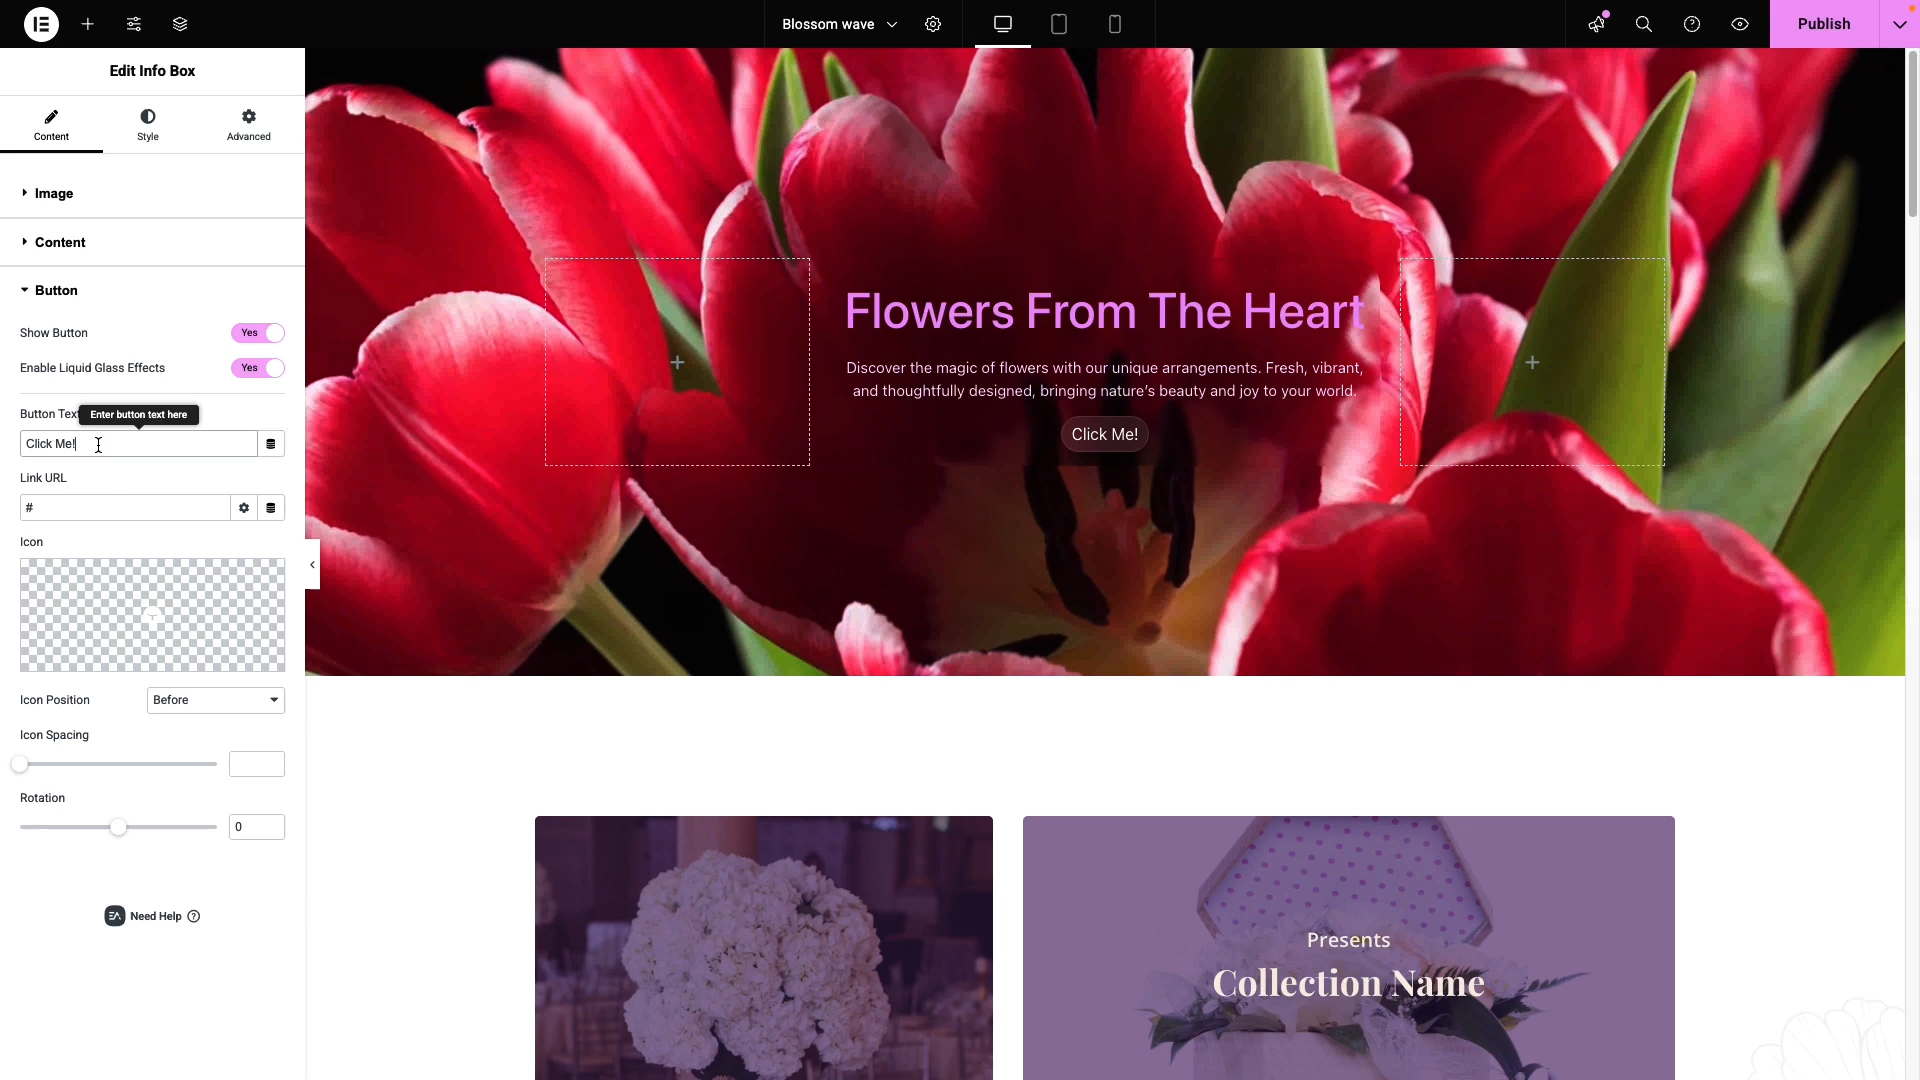 Blossom wave
Publish
Edit Info Box
Content
Style
Advanced
Image
Content
Button
Show Button
Yes
Enable Liquid Glass Effects
Yes
Button Text
Enter button text here
Click Me!
Link URL
#
Icon
Icon Position
Before
Icon Spacing
Rotation
0
EA Need Help ?
Flowers From The Heart
Discover the magic of flowers with our unique arrangements. Fresh, vibrant,
and thoughtfully designed, bringing nature's beauty and joy to your world.
Click Me!
Presents
Collection Name